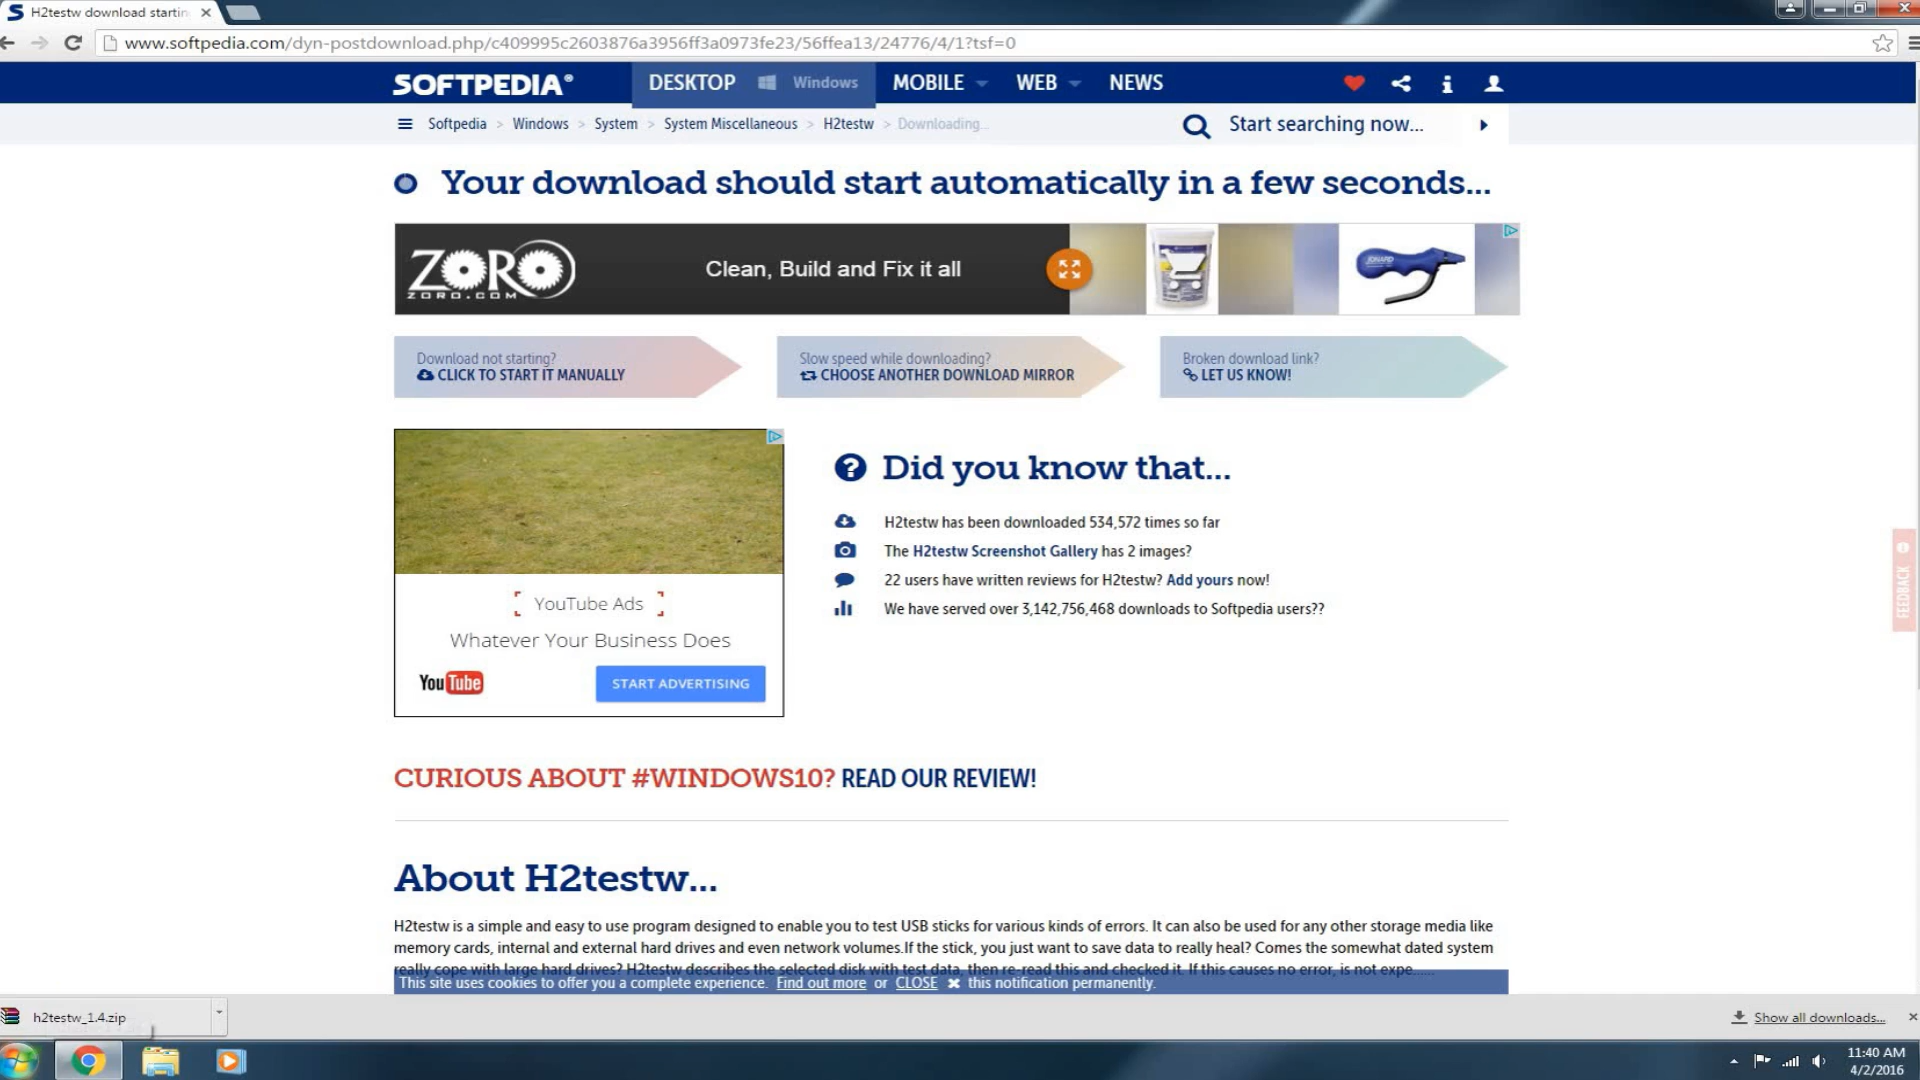 H2testw download startin
www.softpedia.com/dyn-postdownload.php/c409995c2603876a3956ff3a0973fe23/56ffea13/24776/4/1?tsf=0
SOFTPEDIA®
DESKTOP Windows MOBILE WEB NEWS
Softpedia > Windows > System > System Miscellaneous > H2testw > Downloading...
Start searching now...
Your download should start automatically in a few seconds...
ZORO
ZORO.COM
Clean, Build and Fix it all
JONARD
Download not starting?
CLICK TO START IT MANUALLY
Slow speed while downloading?
CHOOSE ANOTHER DOWNLOAD MIRROR
Broken download link?
LET US KNOW!
Did you know that...
H2testw has been downloaded 534,572 times so far
The H2testw Screenshot Gallery has 2 images?
22 users have written reviews for H2testw? Add yours now!
We have served over 3,142,756,468 downloads to Softpedia users??
YouTube Ads
Whatever Your Business Does
YouTube
START ADVERTISING
FEEDBACK
CURIOUS ABOUT #WINDOWS10? READ OUR REVIEW!
About H2testw...
H2testw is a simple and easy to use program designed to enable you to test USB sticks for various kinds of errors. It can also be used for any other storage media like
memory cards, internal and external hard drives and even network volumes.If the stick, you just want to save data to really heal? Comes the somewhat dated system
really cope with large hard drives? H2testw describes the selected disk with test data, then re-read this and checked it. If this causes no error, is not expe......
This site uses cookies to offer you a complete experience. Find out more or CLOSE ✖ this notification permanently.
h2testw_1.4.zip
Show all downloads...
11:40 AM
4/2/2016